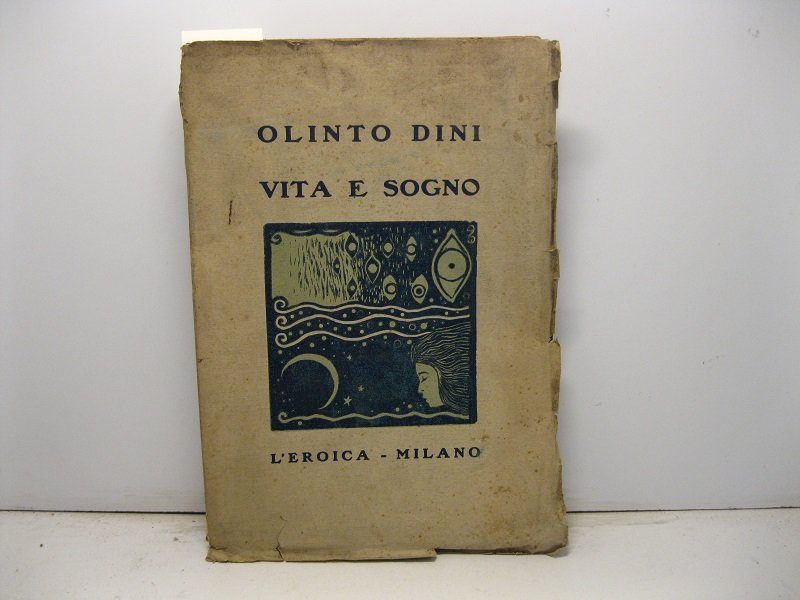 OLINTO DINI
VITA E SOGNO
L'EROICA - MILANO